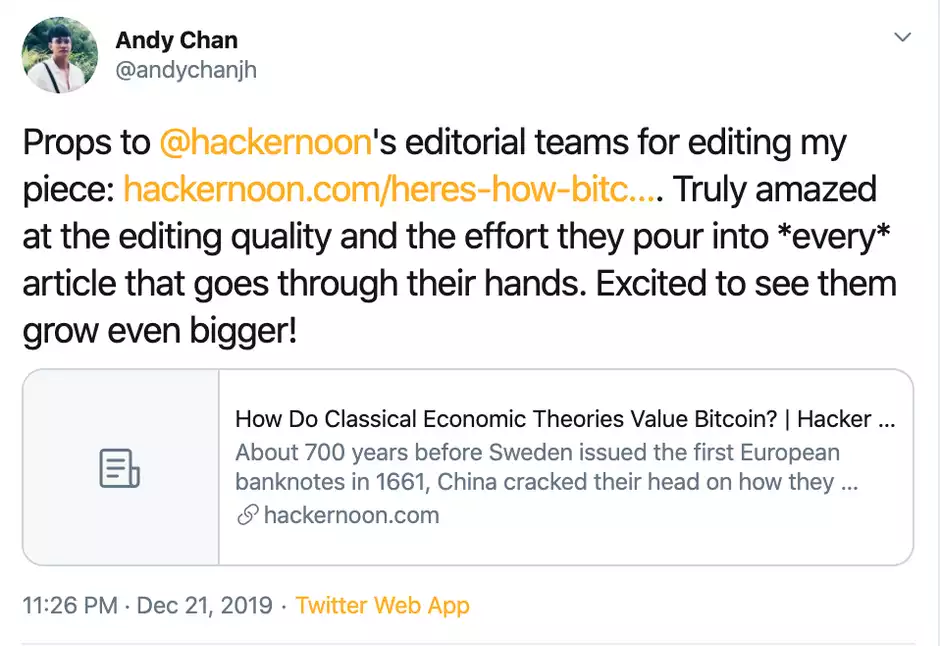 Andy Chan
@andychanjh
Props to @hackernoon's editorial teams for editing my
piece: hackernoon.com/heres-how-bitc.... Truly amazed
at the editing quality and the effort they pour into *every*
article that goes through their hands. Excited to see them
grow even bigger!
How Do Classical Economic Theories Value Bitcoin? | Hacker ...
About 700 years before Sweden issued the first European
banknotes in 1661, China cracked their head on how they ...
hackernoon.com
11:26 PM · Dec 21, 2019 · Twitter Web App